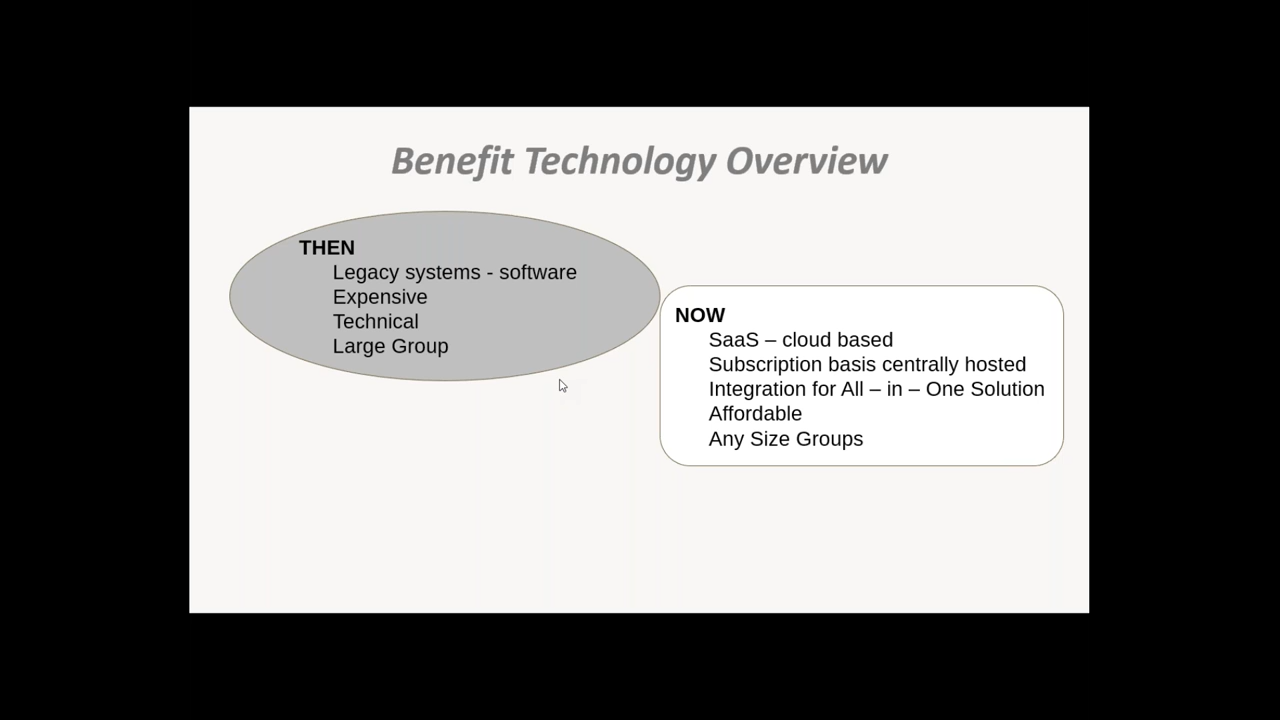 Benefit Technology Overview
THEN
Legacy systems - software
Expensive
Technical
Large Group
NOW
SaaS – cloud based
Subscription basis centrally hosted
Integration for All – in – One Solution
Affordable
Any Size Groups